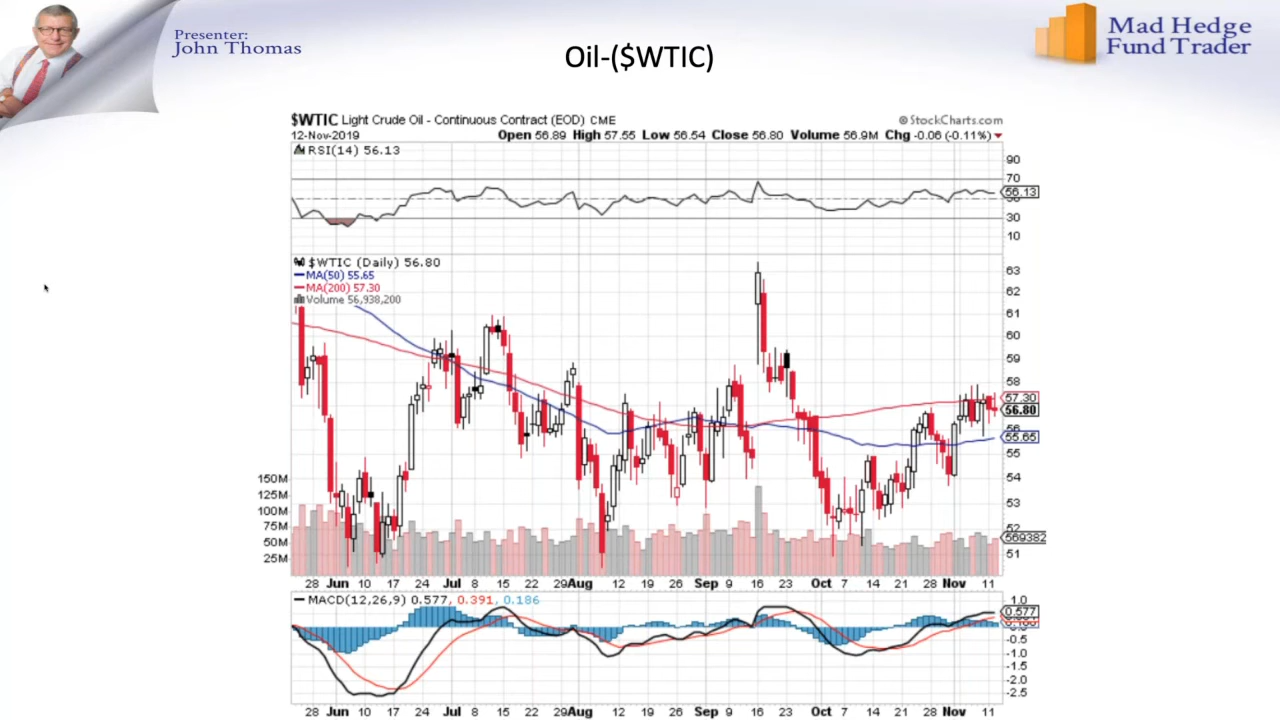 Presenter:
John Thomas
Oil-($WTIC)
Mad Hedge
Fund Trader
$WTIC Light Crude Oil - Continuous Contract (EOD) CME
@StockCharts.com
12-Nov-2019
Open 56.89 High 57.55 Low 56.54 Close 56.80 Volume 56.9M Chg -0.06 (-0.11%)
RSI(14) 56.13
90
70
56.13
30
10
$WTIC (Daily) 56.80
MA(50) 55.65
MA(200) 57.30
Volume 56,938,200
63
62
61
60
59
58
57.30
56.80
56
55.65
55
54
53
52
51
569382
150M
125M
100M
75M
50M
25M
28 Jun 10 17 24 Jul 8 15 22 29Aug 12 19 26 Sep 9 16 23 Oct 7 14 21 28 Nov 11
MACD(12,26,9) 0.577, 0.391, 0.186
1.0
0.577
-0.5
-1.0
-1.5
-2.0
-2.5
28 Jun 10 17 24 Jul 8 15 22 29Aug 12 19 26 Sep 9 16 23 Oct 7 14 21 28 Nov 11